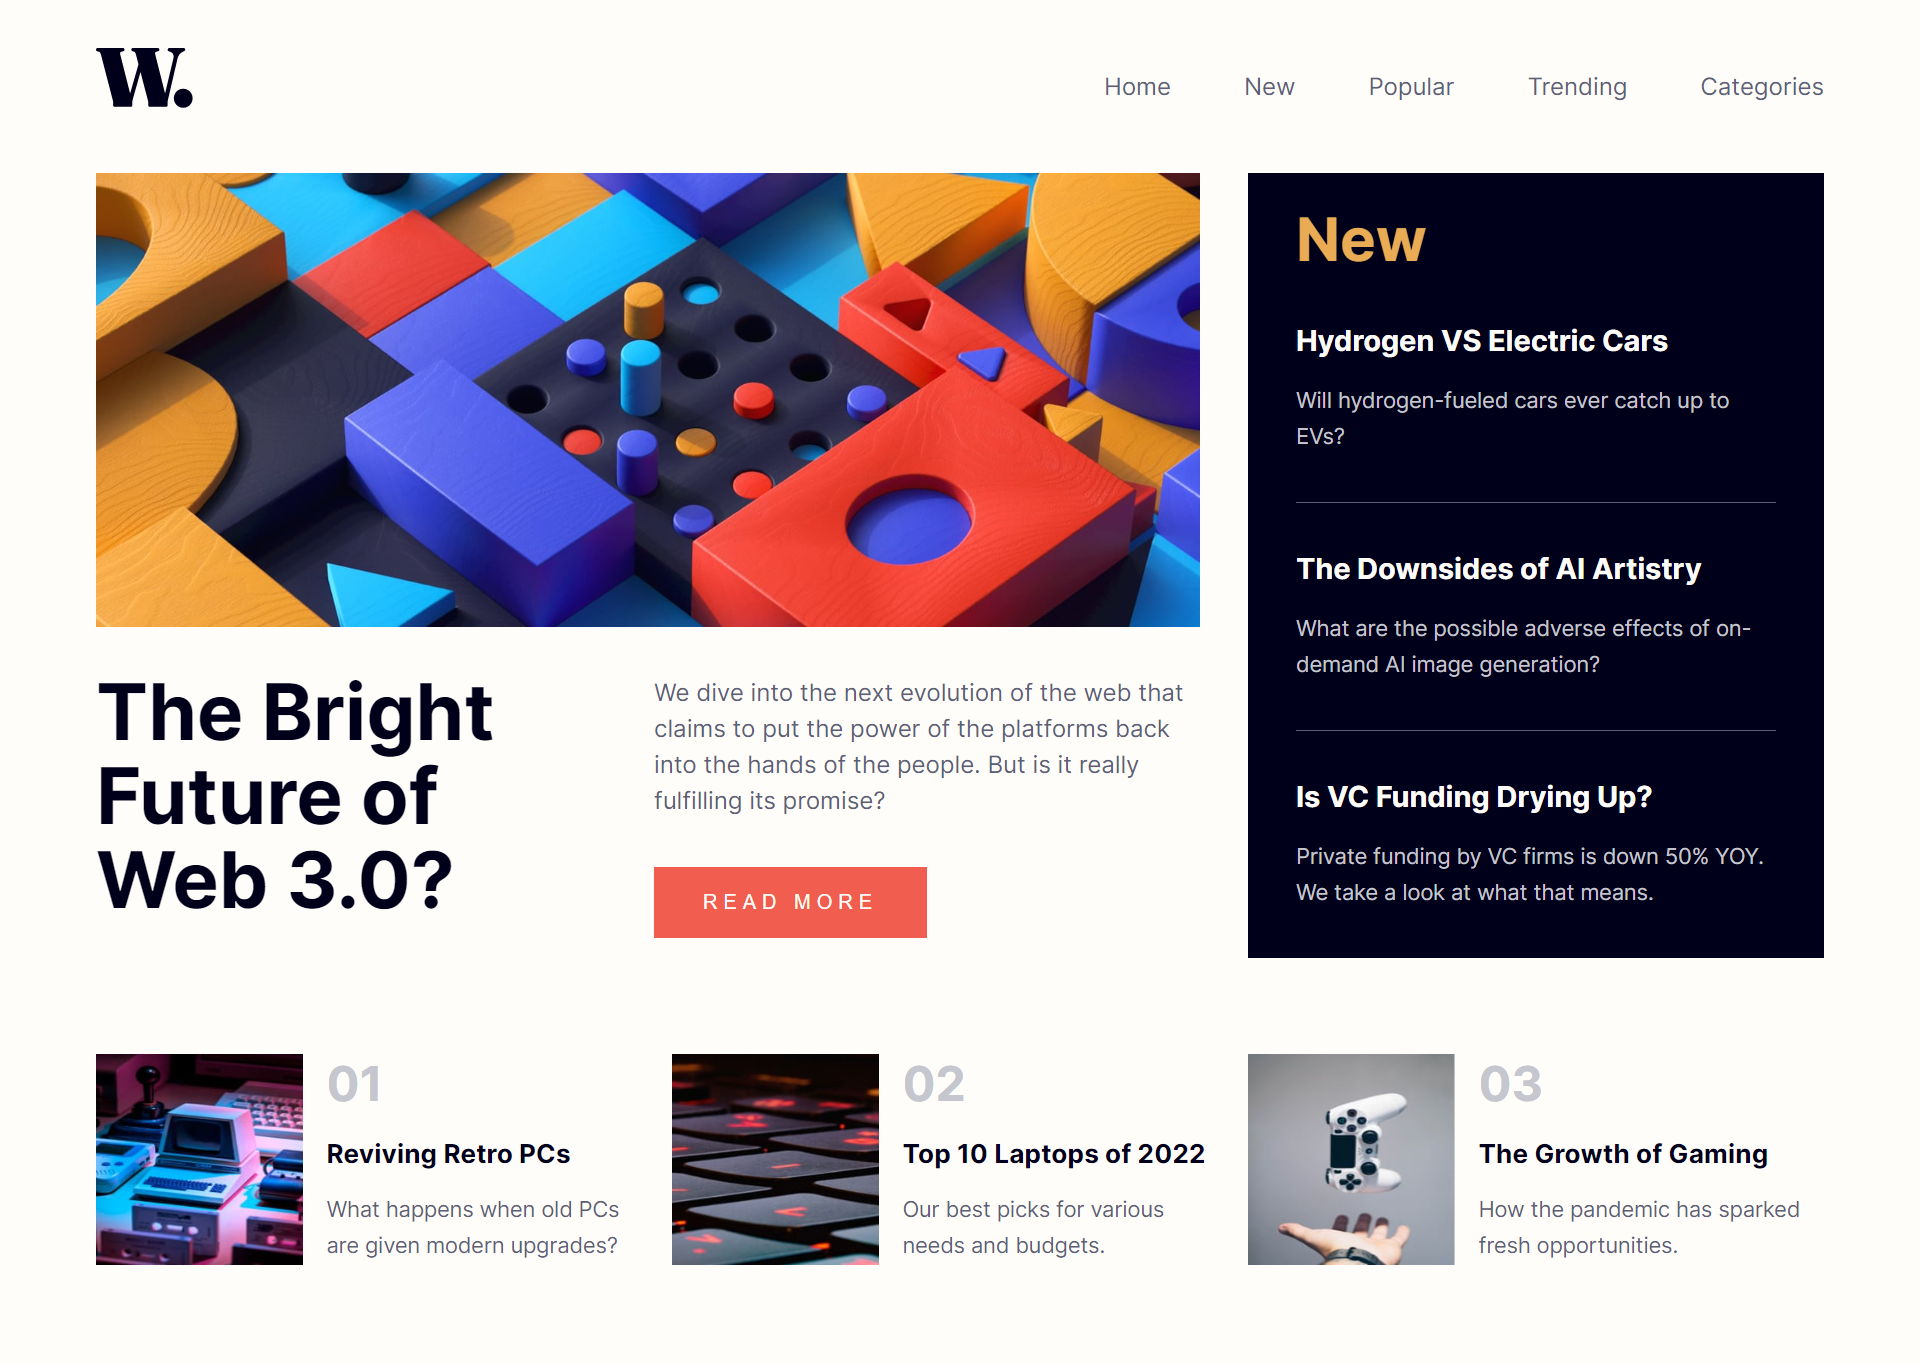 W.
Home New Popular Trending Categories
The Bright
Future of
Web 3.0?
We dive into the next evolution of the web that
claims to put the power of the platforms back
into the hands of the people. But is it really
fulfilling its promise?
READ MORE
New
Hydrogen VS Electric Cars
Will hydrogen-fueled cars ever catch up to
EVs?
The Downsides of AI Artistry
What are the possible adverse effects of on-
demand AI image generation?
Is VC Funding Drying Up?
Private funding by VC firms is down 50% YOY.
We take a look at what that means.
01
Reviving Retro PCs
What happens when old PCs
are given modern upgrades?
02
Top 10 Laptops of 2022
Our best picks for various
needs and budgets.
03
The Growth of Gaming
How the pandemic has sparked
fresh opportunities.